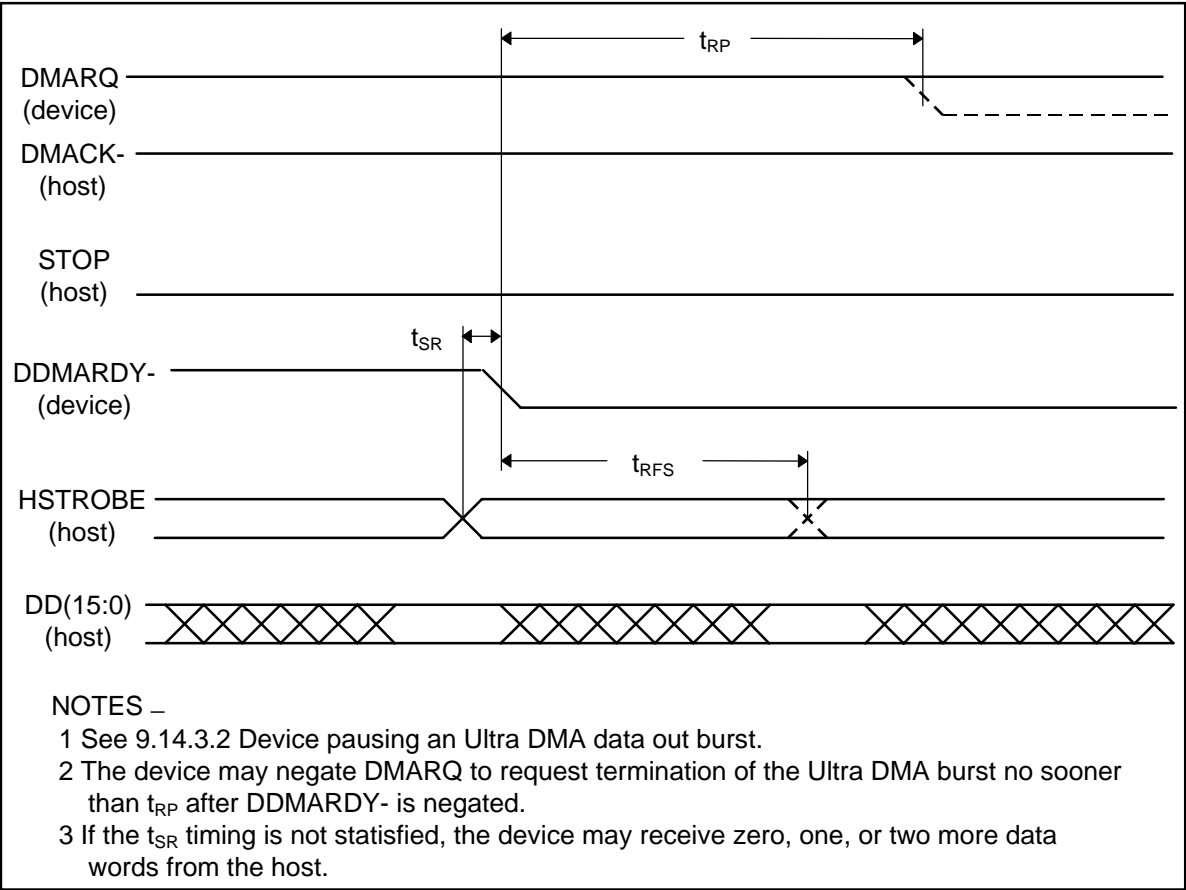 tRP
DMARQ
(device)
DMACK-
(host)
STOP
(host)
tSR
DDMARDY-
(device)
tRFS
HSTROBE
(host)
DD(15:0)
(host)
NOTES –
1 See 9.14.3.2 Device pausing an Ultra DMA data out burst.
2 The device may negate DMARQ to request termination of the Ultra DMA burst no sooner
than tRP after DDMARDY- is negated.
3 If the tSR timing is not statisfied, the device may receive zero, one, or two more data
words from the host.